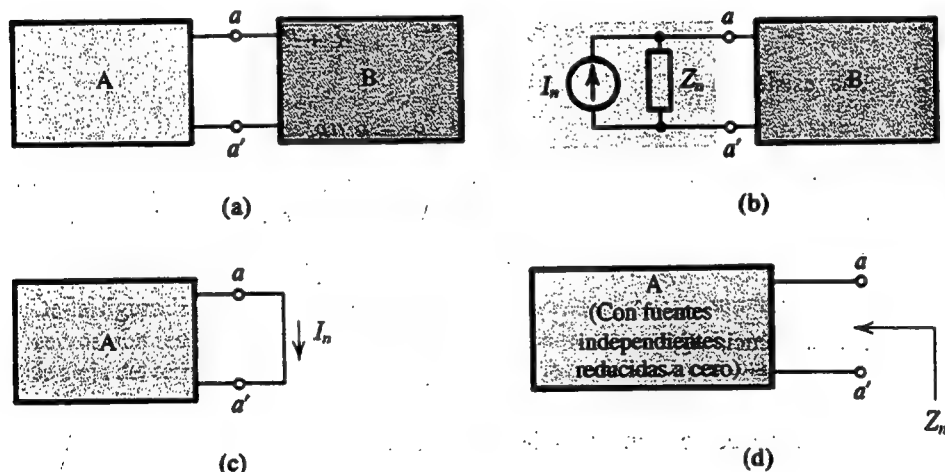 a
A
B
a'
(a)
a
I_n
Z_n
B
a'
(b)
a
A
I_n
a'
(c)
A
(Con fuentes
independientes
reducidas a cero)
a
a'
Z_n
(d)